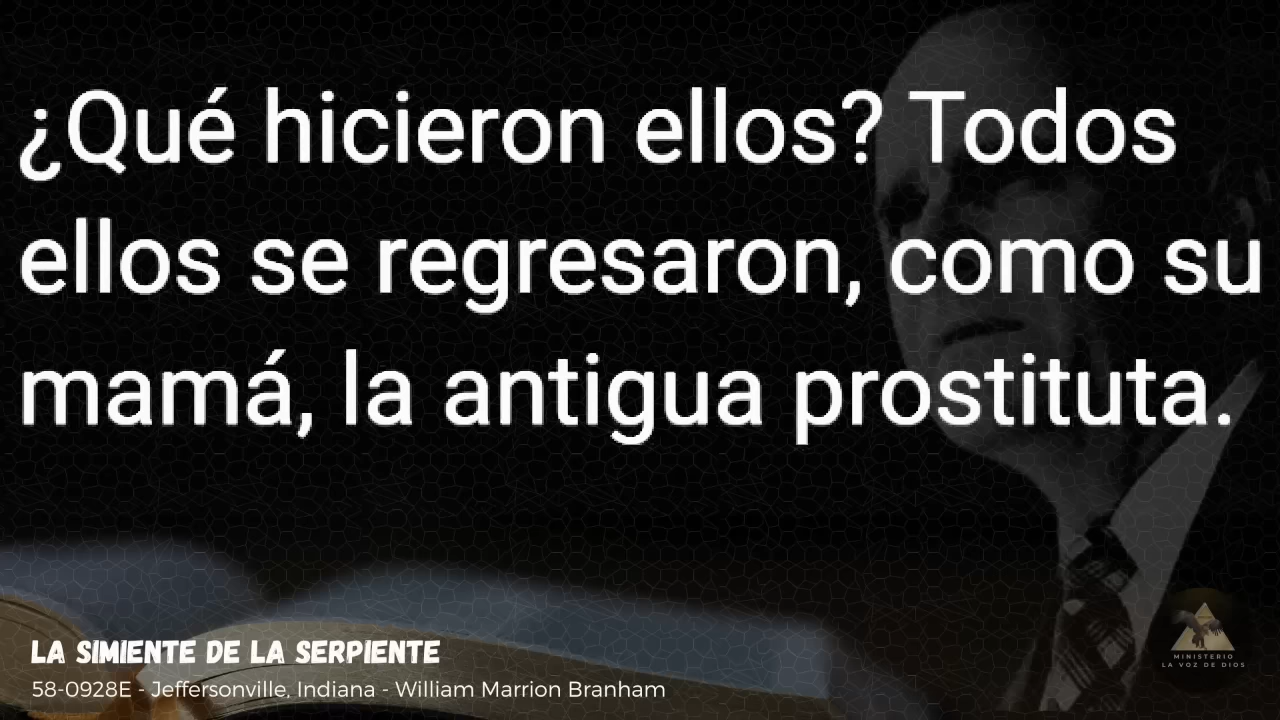 ¿Qué hicieron ellos? Todos
ellos se regresaron, como su
mamá, la antigua prostituta.
LA SIMIENTE DE LA SERPIENTE
58-0928E - Jeffersonville, Indiana - William Marrion Branham
MINISTERIO
LA VOZ DE DIOS